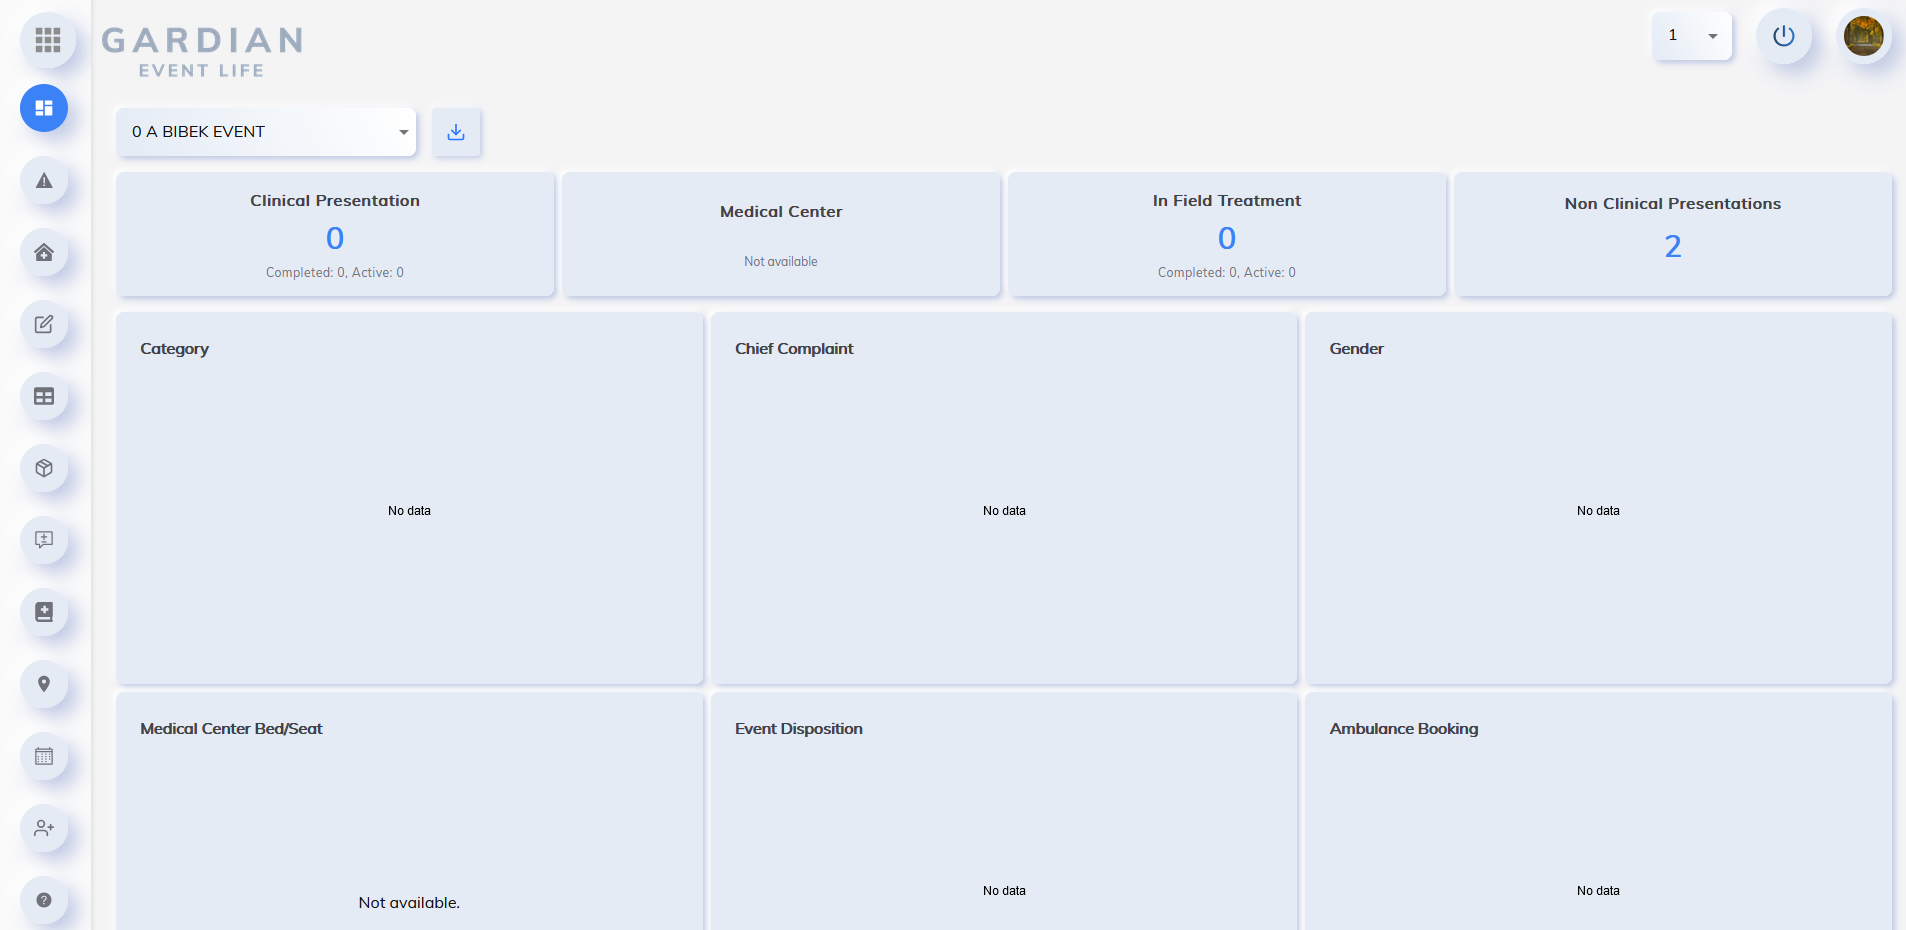 GARDIAN
EVENT LIFE
1
0 A BIBEK EVENT
Clinical Presentation
0
Completed: 0, Active: 0
Medical Center
Not available
In Field Treatment
0
Completed: 0, Active: 0
Non Clinical Presentations
2
Category
No data
Chief Complaint
No data
Gender
No data
Medical Center Bed/Seat
Not available.
Event Disposition
No data
Ambulance Booking
No data